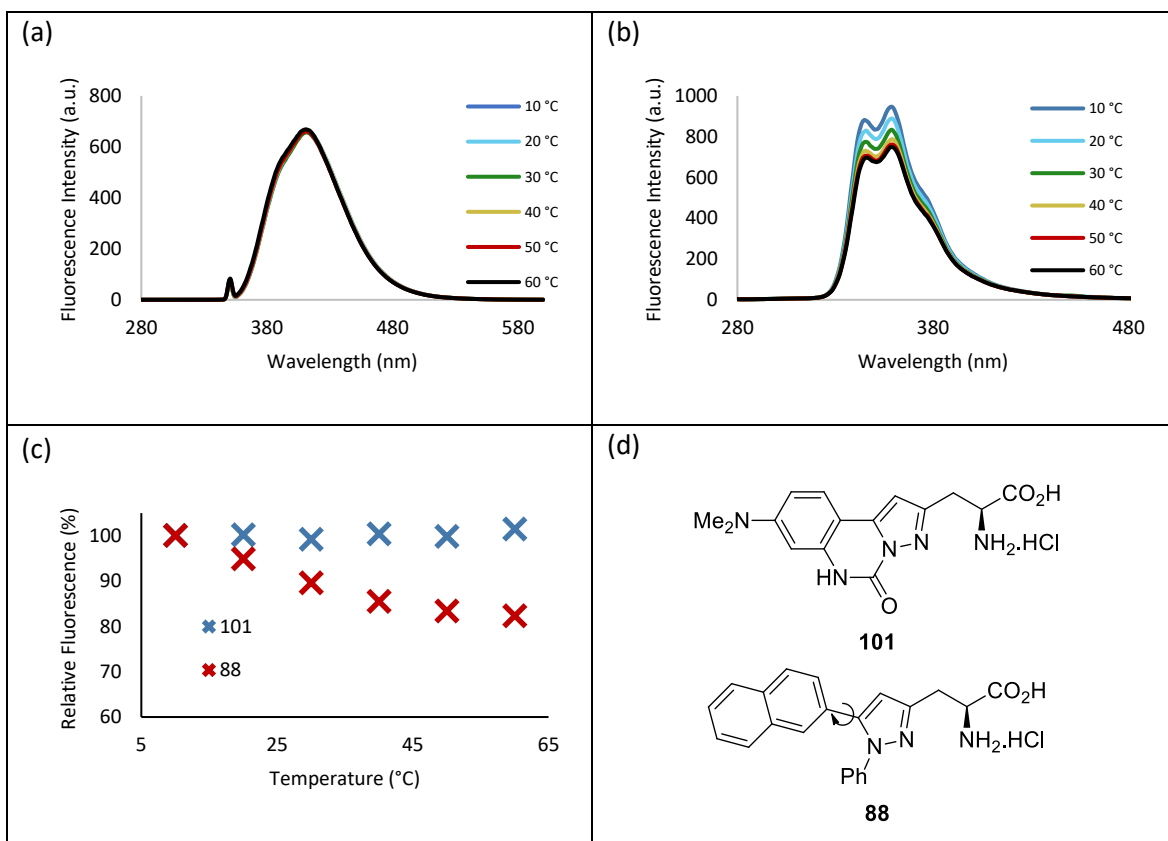 (a)
Fluorescence Intensity (a.u.)
800
600
400
200
0
280
380
480
580
Wavelength (nm)
10 °C
20 °C
30 °C
40 °C
50 °C
60 °C
(b)
Fluorescence Intensity (a.u.)
1000
800
600
400
200
0
280
380
480
Wavelength (nm)
10 °C
20 °C
30 °C
40 °C
50 °C
60 °C
(c)
Relative Fluorescence (%)
100
90
80
70
60
5
25
45
65
Temperature (°C)
101
88
(d)
CO₂H
NMe₂
N
N
NH₂.HCl
HN
O
101
CO₂H
N
N
NH₂.HCl
Ph
88